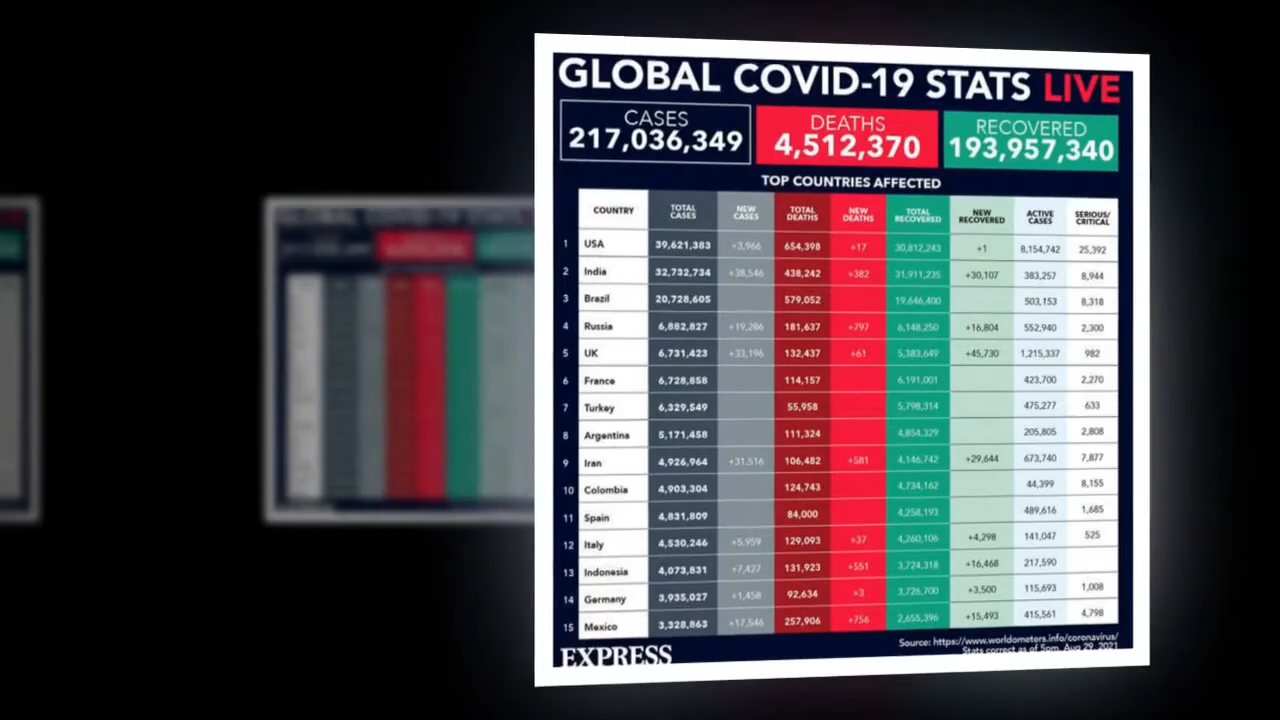 GLOBAL COVID-19 STATS LIVE
CASES DEATHS RECOVERED
217,036,349 4,512,370 193,957,340
TOP COUNTRIES AFFECTED
COUNTRY TOTAL CASES NEW CASES TOTAL DEATHS NEW DEATHS TOTAL RECOVERED NEW RECOVERED ACTIVE CASES SERIOUS/ CRITICAL
1 USA 39,621,383 +3,966 654,398 +17 30,812,243 +1 8,154,742 25,392
2 India 32,732,734 +38,546 438,242 +382 31,911,235 +30,107 383,257 8,944
3 Brazil 20,728,605 579,052 19,646,400 503,153 8,318
4 Russia 6,882,827 +19,286 181,637 +797 6,148,250 +16,804 552,940 2,300
5 UK 6,731,423 +33,196 132,437 +61 5,383,649 +45,730 1,215,337 982
6 France 6,728,858 114,157 6,191,001 423,700 2,270
7 Turkey 6,329,549 55,958 5,798,314 475,277 633
8 Argentina 5,171,458 111,324 4,854,329 205,805 2,808
9 Iran 4,926,964 +31,516 106,482 +581 4,146,742 +29,644 673,740 7,877
10 Colombia 4,903,304 124,743 4,734,162 44,399 8,155
11 Spain 4,831,809 84,000 4,258,193 489,616 1,685
12 Italy 4,530,246 +5,959 129,093 +37 4,260,106 +4,298 141,047 525
13 Indonesia 4,073,831 +7,427 131,923 +551 3,724,318 +16,468 217,590
14 Germany 3,935,027 +1,458 92,634 +3 3,726,700 +3,500 115,693 1,008
15 Mexico 3,328,863 +17,546 257,906 +756 2,655,396 +15,493 415,561 4,798
Source: https://www.worldometers.info/coronavirus/
Stats correct as of 5pm, Aug 29, 2021
EXPRESS